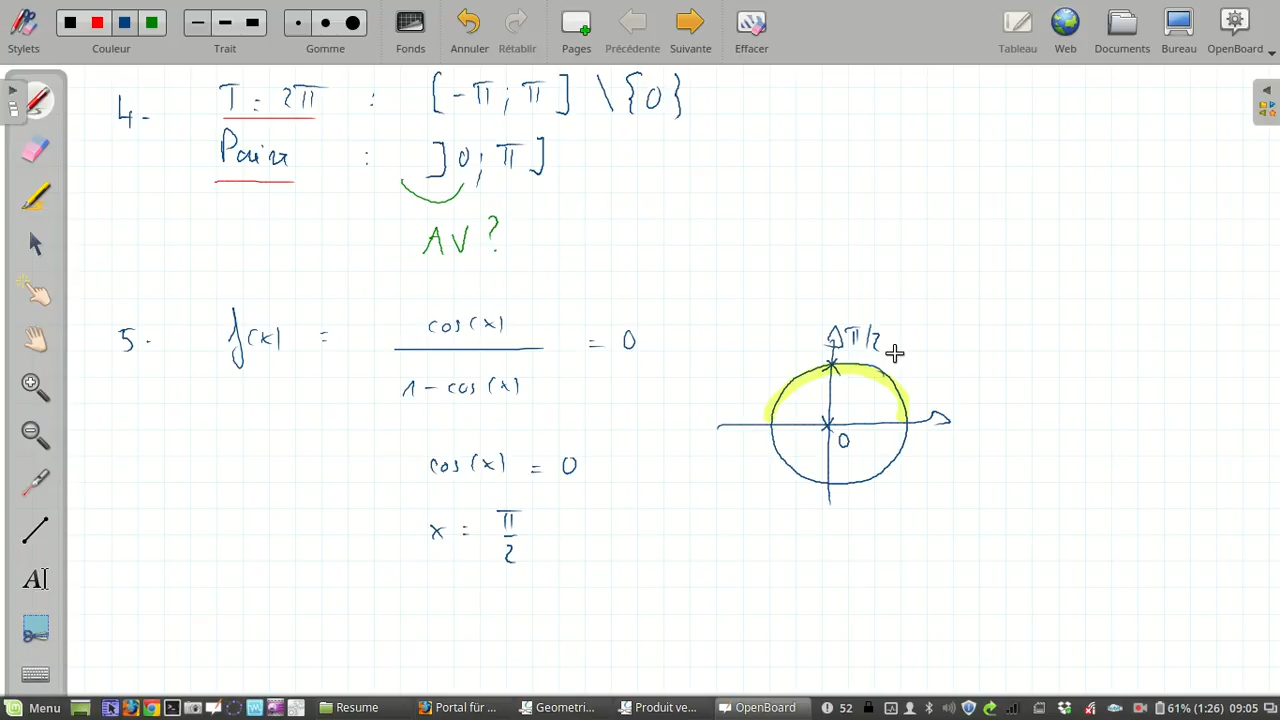 Stylets Couleur Trait Gomme Fonds Annuler Rétablir Pages Précédente Suivante Effacer Tableau Web Documents Bureau OpenBoard
4. T = 2π : [-π ; π] \ {0}
Paire : ]0 ; π]
AV ?
5. f(x) = cos(x) / 1 - cos(x) = 0
π/2
0
cos(x) = 0
x = π/2
Menu Resume Portal für ... Geometri... Produit ve... OpenBoard 52 61% (1:26) 09:05